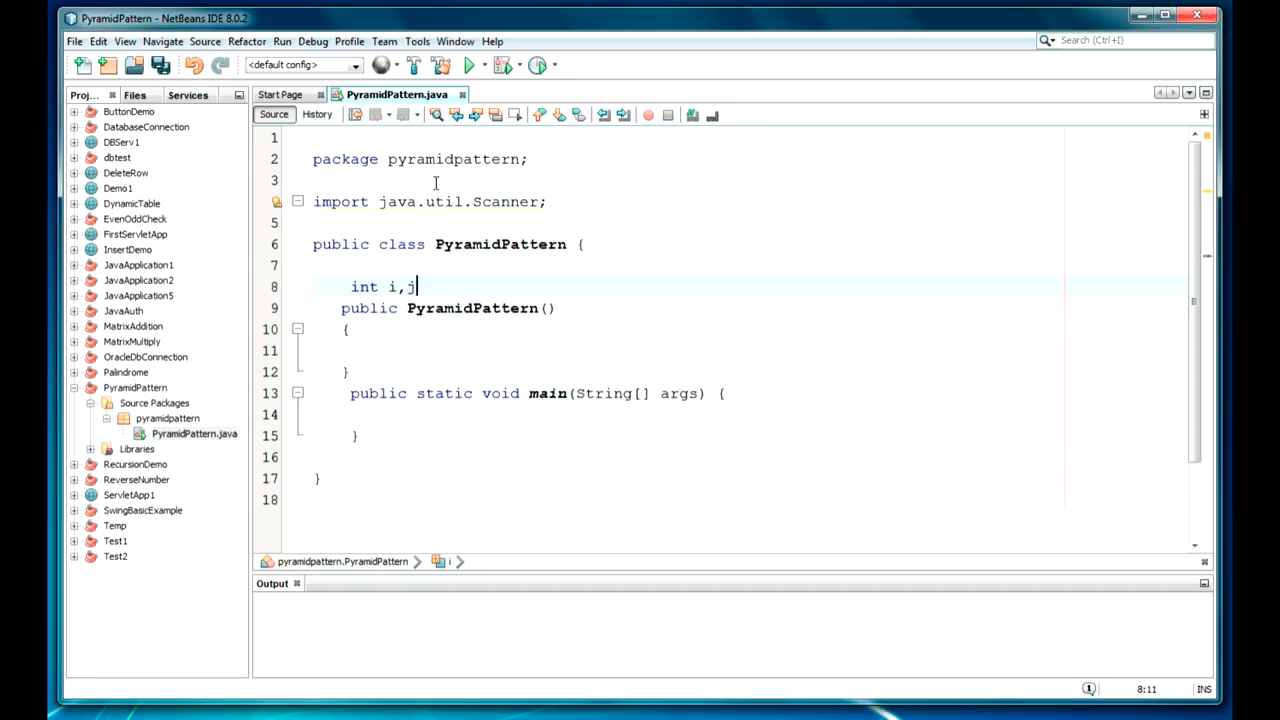 PyramidPattern - NetBeans IDE 8.0.2
File Edit View Navigate Source Refactor Run Debug Profile Team Tools Window Help
Search (Ctrl+I)
<default config>
Proj... Files Services
Start Page PyramidPattern.java
Source History
ButtonDemo
DatabaseConnection
DBServ1
dbtest
DeleteRow
Demo1
DynamicTable
EvenOddCheck
FirstServletApp
InsertDemo
JavaApplication1
JavaApplication2
JavaApplication5
JavaAuth
MatrixAddition
MatrixMultiply
OracleDbConnection
Palindrome
PyramidPattern
Source Packages
pyramidpattern
PyramidPattern.java
Libraries
RecursionDemo
ReverseNumber
ServletApp1
SwingBasicExample
Temp
Test1
Test2
1
2 package pyramidpattern;
3
4 import java.util.Scanner;
5
6 public class PyramidPattern {
7
8 int i,j
9 public PyramidPattern()
10 {
11
12 }
13 public static void main(String[] args) {
14
15 }
16
17 }
18
pyramidpattern.PyramidPattern i
Output
1 8:11 INS